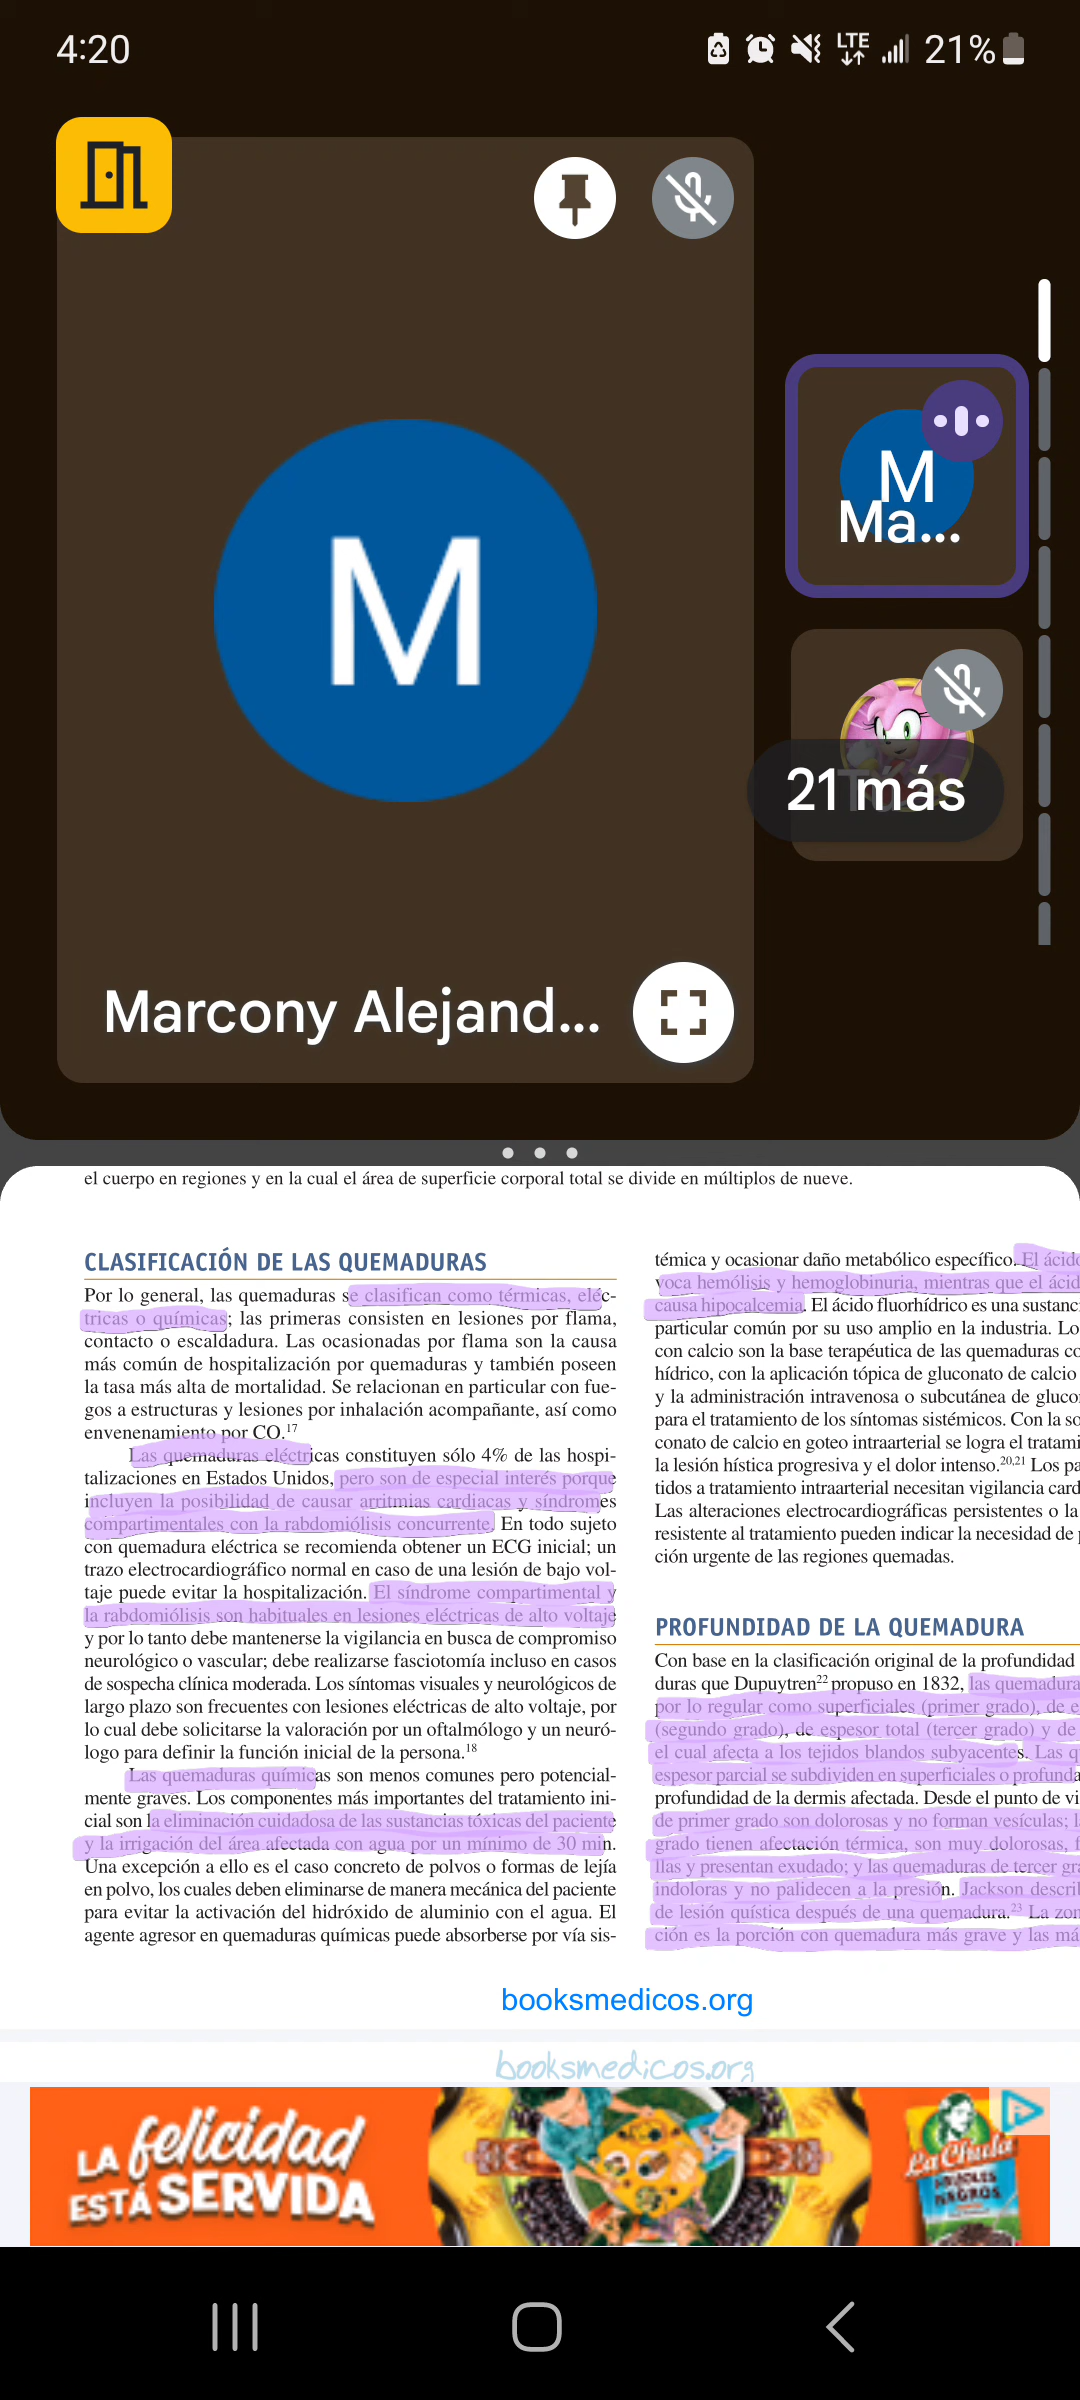 4:20
LTE
21%
M
M
Ma...
21 más
Marcony Alejand...
el cuerpo en regiones y en la cual el área de superficie corporal total se divide en múltiplos de nueve.
CLASIFICACIÓN DE LAS QUEMADURAS
Por lo general, las quemaduras se clasifican como térmicas, eléc-
tricas o químicas; las primeras consisten en lesiones por flama,
contacto o escaldadura. Las ocasionadas por flama son la causa
más común de hospitalización por quemaduras y también poseen
la tasa más alta de mortalidad. Se relacionan en particular con fue-
gos a estructuras y lesiones por inhalación acompañante, así como
envenenamiento por CO.17
Las quemaduras eléctricas constituyen sólo 4% de las hospi-
talizaciones en Estados Unidos, pero son de especial interés porque
incluyen la posibilidad de causar arritmias cardiacas y síndromes
compartimentales con la rabdomiólisis concurrente. En todo sujeto
con quemadura eléctrica se recomienda obtener un ECG inicial; un
trazo electrocardiográfico normal en caso de una lesión de bajo vol-
taje puede evitar la hospitalización. El síndrome compartimental y
la rabdomiólisis son habituales en lesiones eléctricas de alto voltaje
y por lo tanto debe mantenerse la vigilancia en busca de compromiso
neurológico o vascular; debe realizarse fasciotomía incluso en casos
de sospecha clínica moderada. Los síntomas visuales y neurológicos de
largo plazo son frecuentes con lesiones eléctricas de alto voltaje, por
lo cual debe solicitarse la valoración por un oftalmólogo y un neuró-
logo para definir la función inicial de la persona.18
Las quemaduras químicas son menos comunes pero potencial-
mente graves. Los componentes más importantes del tratamiento ini-
cial son la eliminación cuidadosa de las sustancias tóxicas del paciente
y la irrigación del área afectada con agua por un mínimo de 30 min.
Una excepción a ello es el caso concreto de polvos o formas de lejía
en polvo, los cuales deben eliminarse de manera mecánica del paciente
para evitar la activación del hidróxido de aluminio con el agua. El
agente agresor en quemaduras químicas puede absorberse por vía sis-
témica y ocasionar daño metabólico específico. El ácido
voca hemólisis y hemoglobinuria, mientras que el ácid
causa hipocalcemia. El ácido fluorhídrico es una sustanc
particular común por su uso amplio en la industria. Lo
con calcio son la base terapéutica de las quemaduras co
hídrico, con la aplicación tópica de gluconato de calcio
y la administración intravenosa o subcutánea de gluco
para el tratamiento de los síntomas sistémicos. Con la so
conato de calcio en goteo intraarterial se logra el tratami
la lesión hística progresiva y el dolor intenso.20,21 Los pa
tidos a tratamiento intraarterial necesitan vigilancia card
Las alteraciones electrocardiográficas persistentes o la
resistente al tratamiento pueden indicar la necesidad de
ción urgente de las regiones quemadas.
PROFUNDIDAD DE LA QUEMADURA
Con base en la clasificación original de la profundidad
duras que Dupuytren22 propuso en 1832, las quemadura
por lo regular como superficiales (primer grado), de e
(segundo grado), de espesor total (tercer grado) y de
el cual afecta a los tejidos blandos subyacentes. Las q
espesor parcial se subdividen en superficiales o profunda
profundidad de la dermis afectada. Desde el punto de vi
de primer grado son dolorosas y no forman vesículas; l
grado tienen afectación térmica, son muy dolorosas, f
llas y presentan exudado; y las quemaduras de tercer gra
indoloras y no palidecen a la presión. Jackson descri
de lesión quística después de una quemadura.23 La zon
ción es la porción con quemadura más grave y las má
booksmedicos.org
booksmedicos.org
LA felicidad
ESTÁ SERVIDA
La Chula
FRIJOLES
NEGROS